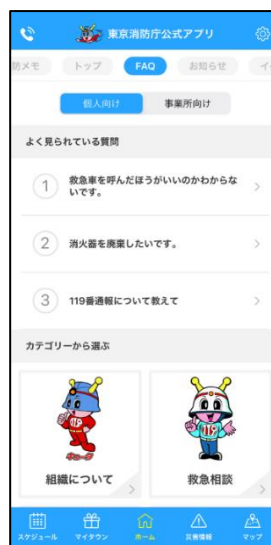 東京消防庁公式アプリ
防メモ
トップ
FAQ
お知らせ
イ
個人向け
事業所向け
よく見られている質問
1
救急車を呼んだほうがいいのかわからな
いです。
2
消火器を廃棄したいです。
3
119番通報について教えて
カテゴリーから選ぶ
キュータ
組織について
救急相談
スケジュール
マイタウン
ホーム
災害情報
マップ